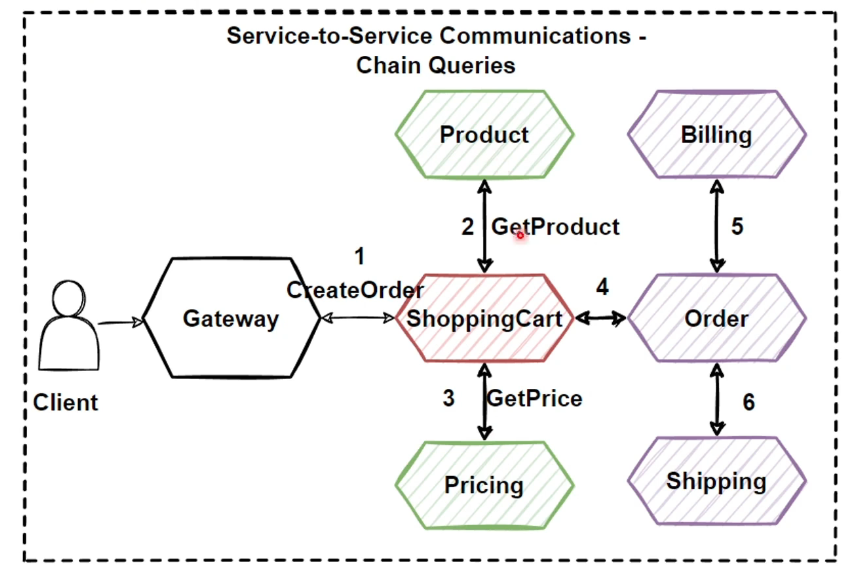 Service-to-Service Communications -
Chain Queries
Product
Billing
2 GetProduct
5
1
CreateOrder
4
Gateway
ShoppingCart
Order
Client
3 GetPrice
6
Pricing
Shipping